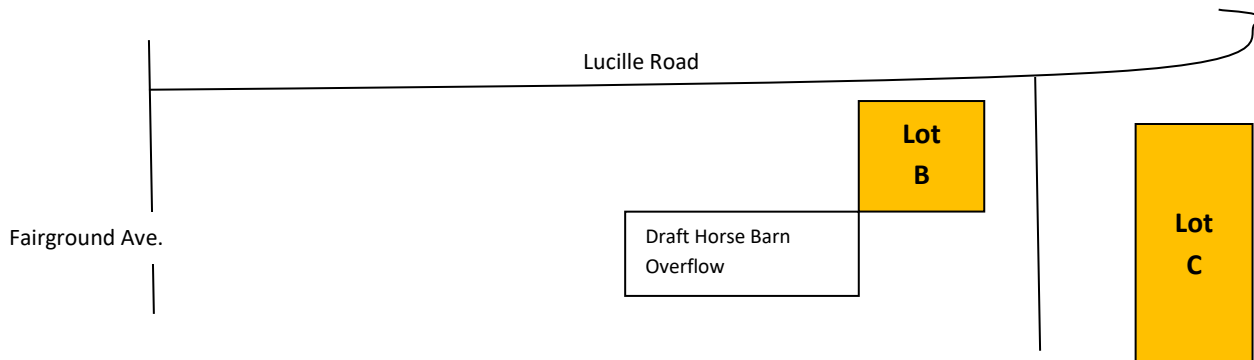 Lucille Road
Lot
B
Fairground Ave.
Draft Horse Barn
Overflow
Lot
C